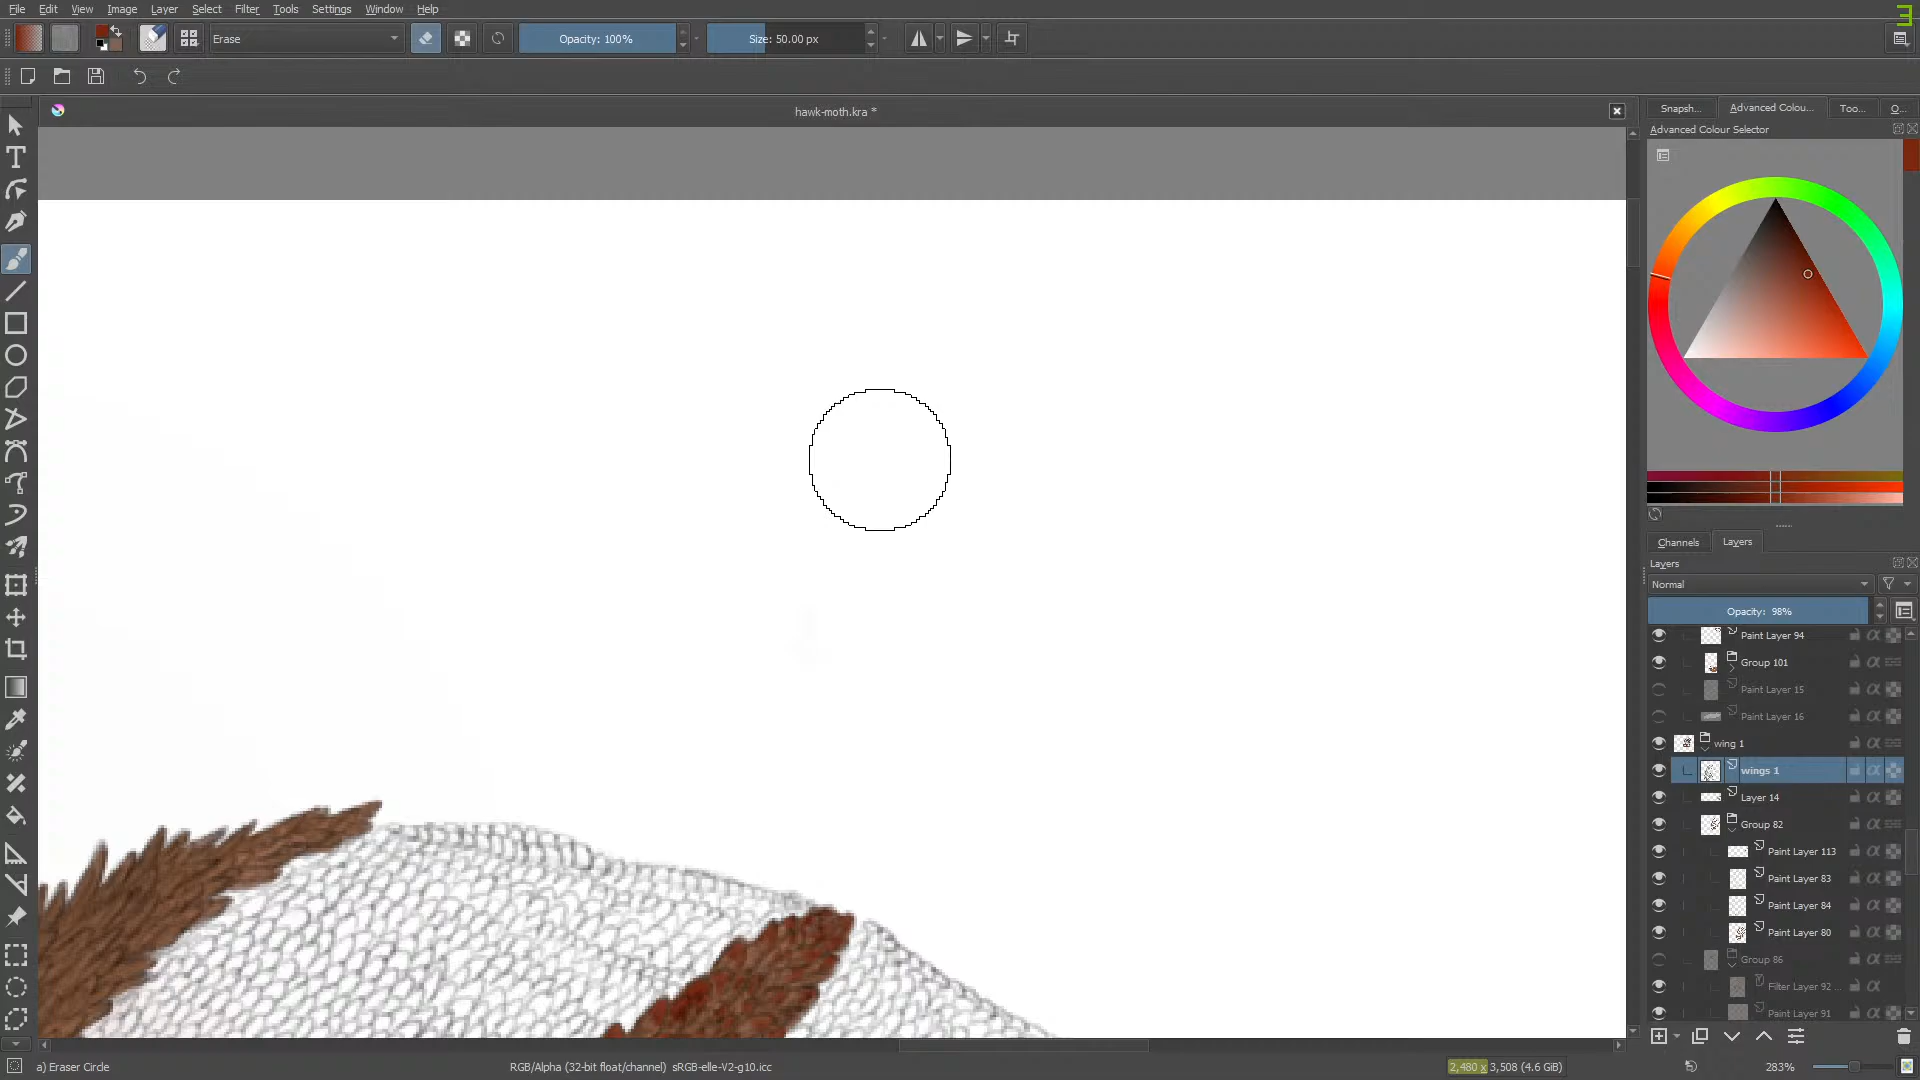 File Edit View Image Layer Select Filter Tools Settings Window Help
3
Erase
Opacity: 100%
Size: 50.00 px
hawk-moth.kra *
Snapsh... Advanced Colou... Too... O...
Advanced Colour Selector
Channels Layers
Layers
Normal
Opacity: 98%
Paint Layer 94
Group 101
Paint Layer 15
Paint Layer 16
wing 1
wings 1
Layer 14
Group 82
Paint Layer 113
Paint Layer 83
Paint Layer 84
Paint Layer 80
Group 86
Filter Layer 92 ...
Paint Layer 91
a) Eraser Circle
RGB/Alpha (32-bit float/channel) sRGB-elle-V2-g10.icc
2,480 x 3,508 (4.6 GiB)
283%